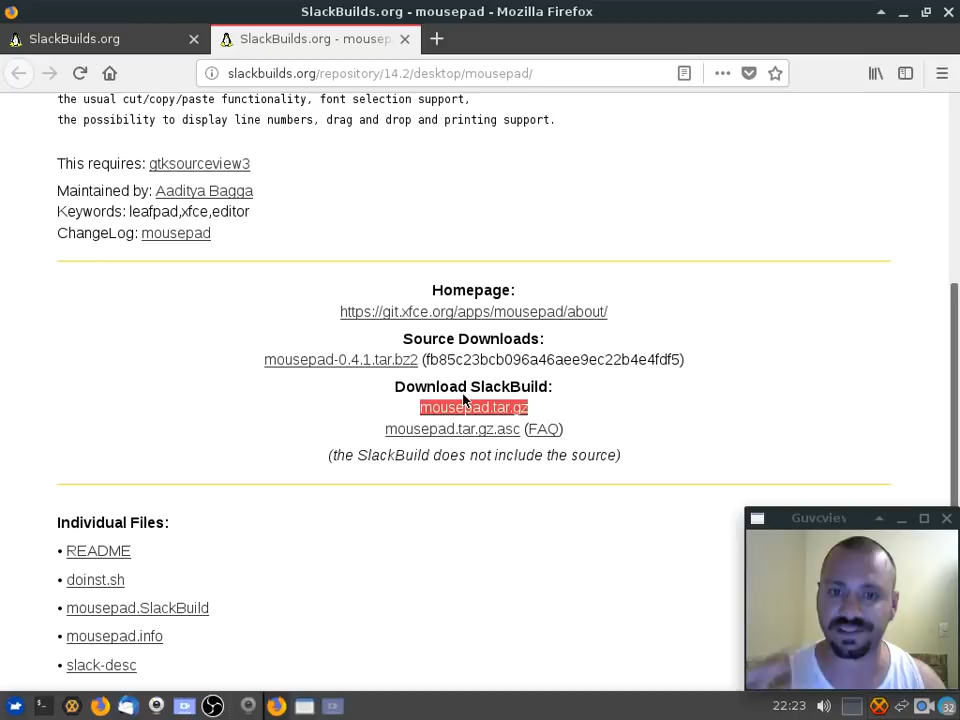 SlackBuilds.org - mousepad - Mozilla Firefox
SlackBuilds.org
SlackBuilds.org - mousep
slackbuilds.org/repository/14.2/desktop/mousepad/
the usual cut/copy/paste functionality, font selection support,
the possibility to display line numbers, drag and drop and printing support.
This requires: gtksourceview3
Maintained by: Aaditya Bagga
Keywords: leafpad,xfce,editor
ChangeLog: mousepad
Homepage:
https://git.xfce.org/apps/mousepad/about/
Source Downloads:
mousepad-0.4.1.tar.bz2 (fb85c23bcb096a46aee9ec22b4e4fdf5)
Download SlackBuild:
mousepad.tar.gz
mousepad.tar.gz.asc (FAQ)
(the SlackBuild does not include the source)
Individual Files:
• README
• doinst.sh
• mousepad.SlackBuild
• mousepad.info
• slack-desc
Guvcview
22:23
32